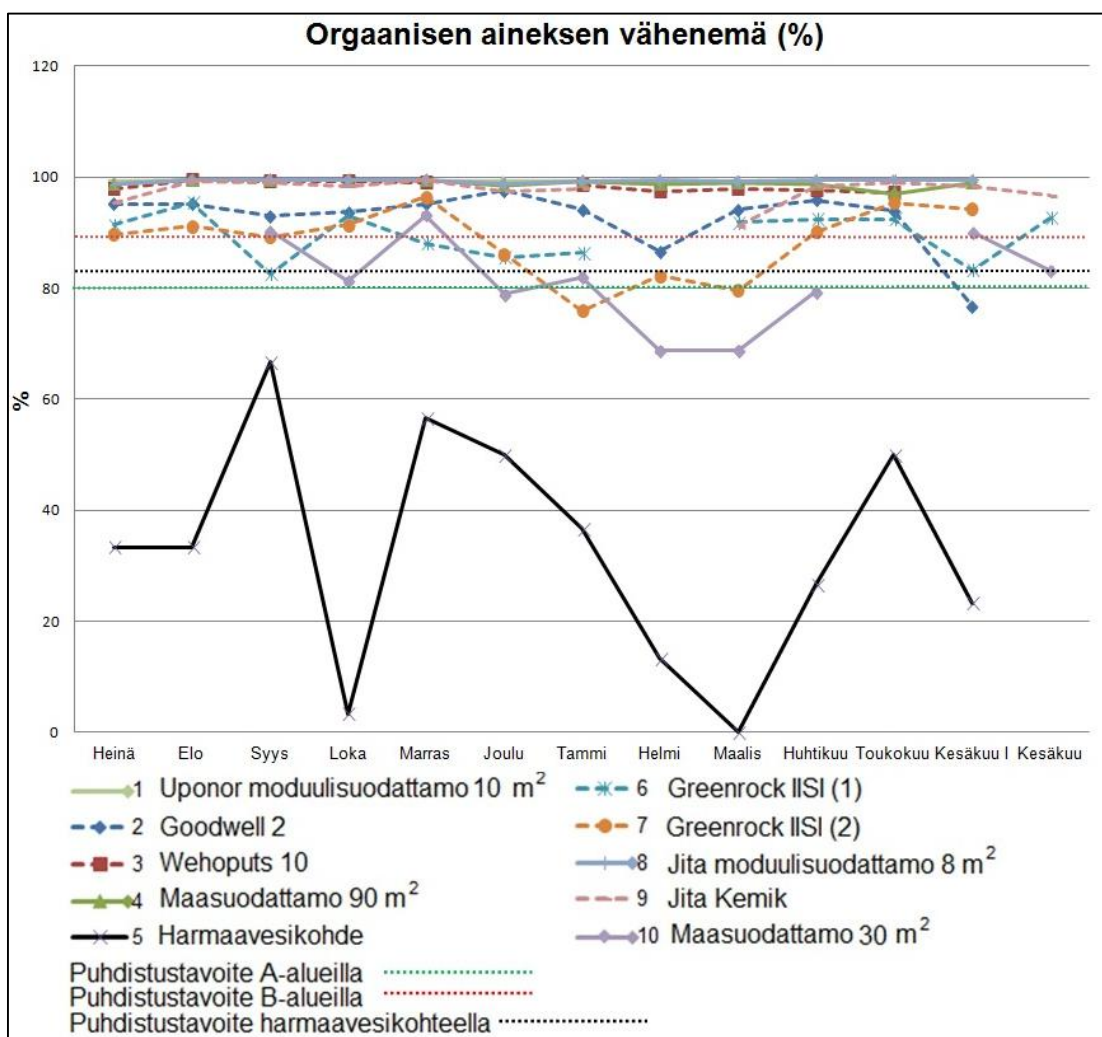 Orgaanisen aineksen vähenemä (%)
120
100
80
60
40
20
0
%
Heinä Elo Syys Loka Marras Joulu Tammi Helmi Maalis Huhtikuu Toukokuu Kesäkuu I Kesäkuu
1 Uponor moduulisuodattamo 10 m²
2 Goodwell 2
3 Wehoputs 10
4 Maasuodattamo 90 m²
5 Harmaavesikohde
6 Greenrock IISI (1)
7 Greenrock IISI (2)
8 Jita moduulisuodattamo 8 m²
9 Jita Kemik
10 Maasuodattamo 30 m²
Puhdistustavoite A-alueilla
Puhdistustavoite B-alueilla
Puhdistustavoite harmaavesikohteella